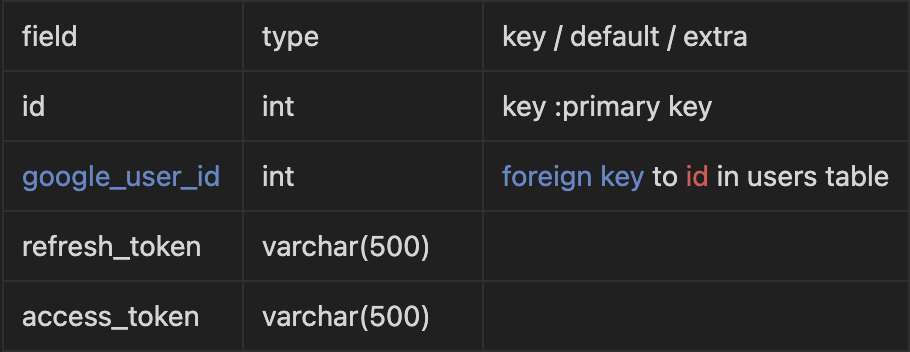 field type key / default / extra
id int key :primary key
google_user_id int foreign key to id in users table
refresh_token varchar(500)
access_token varchar(500)